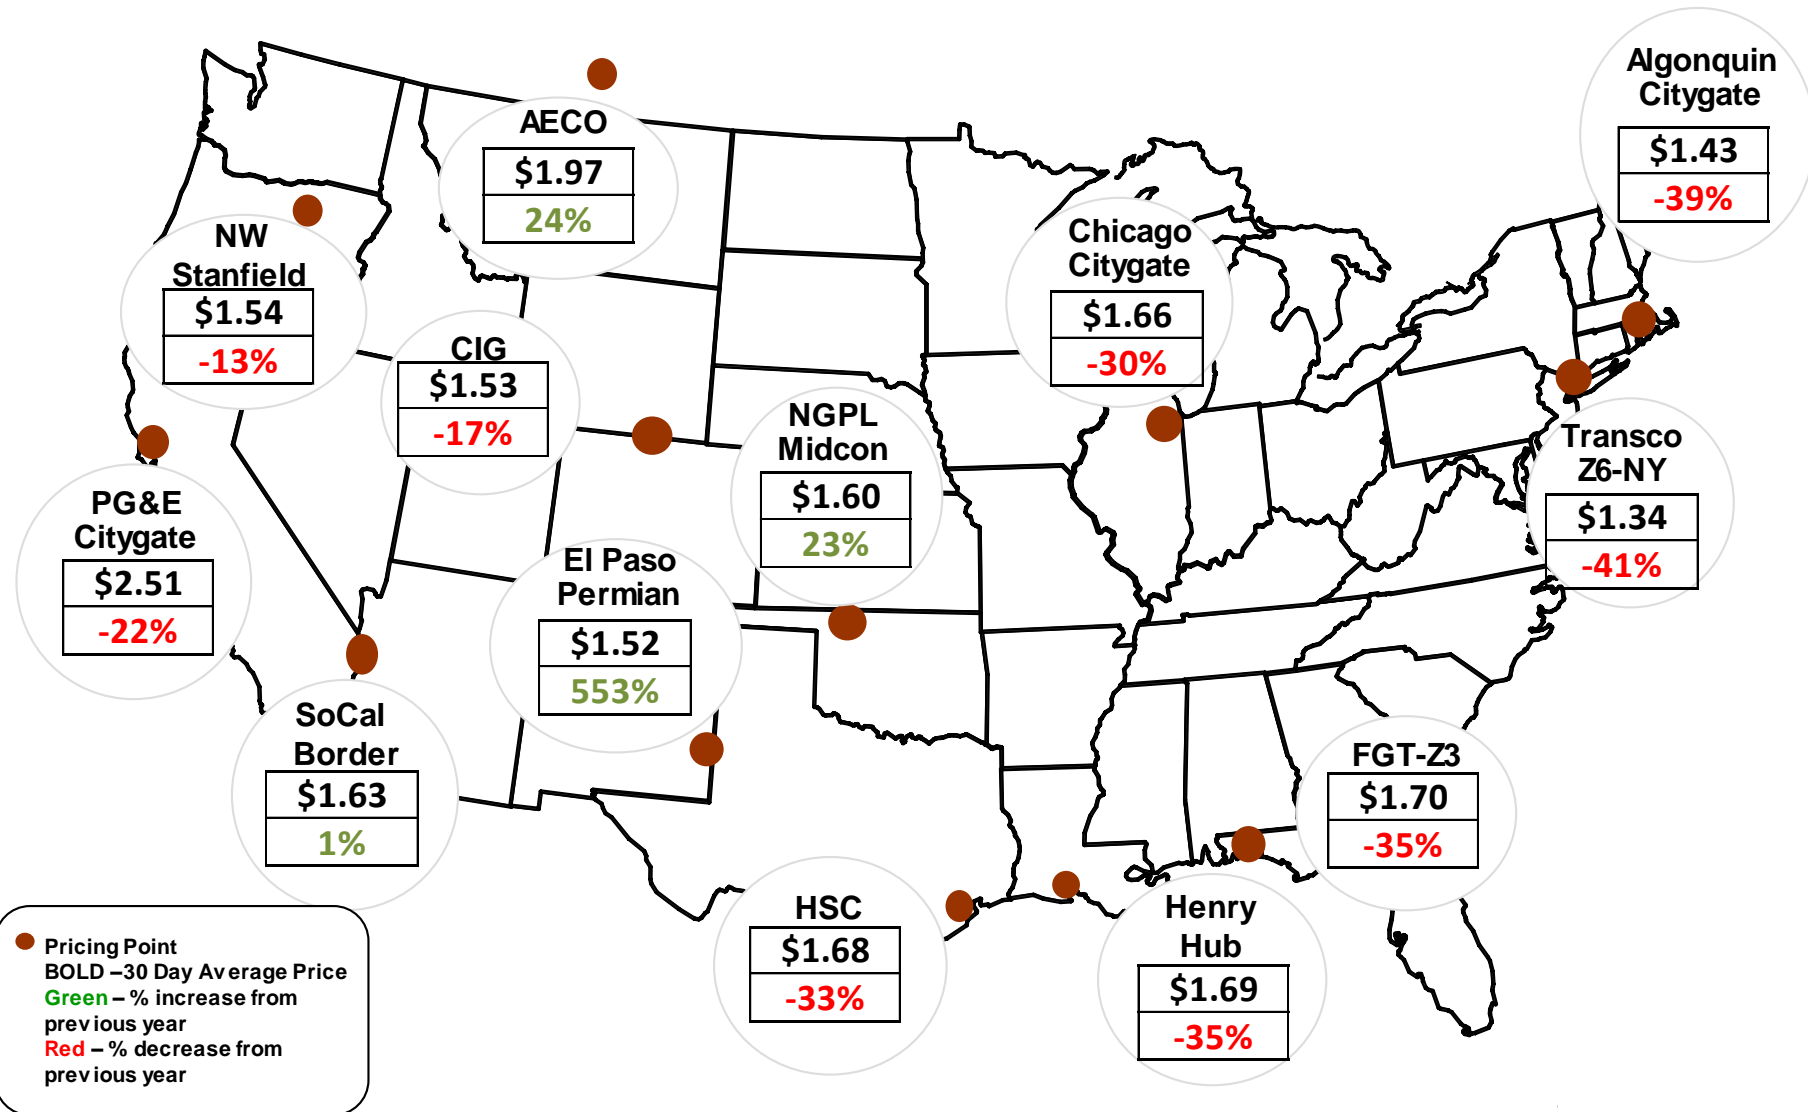 Algonquin
Citygate
$1.43
-39%
AECO
$1.97
24%
NW
Stanfield
$1.54
-13%
Chicago
Citygate
$1.66
-30%
CIG
$1.53
-17%
NGPL
Midcon
$1.60
23%
Transco
Z6-NY
$1.34
-41%
PG&E
Citygate
$2.51
-22%
El Paso
Permian
$1.52
553%
SoCal
Border
$1.63
1%
FGT-Z3
$1.70
-35%
HSC
$1.68
-33%
Henry
Hub
$1.69
-35%
Pricing Point
BOLD –30 Day Average Price
Green – % increase from
previous year
Red – % decrease from
previous year